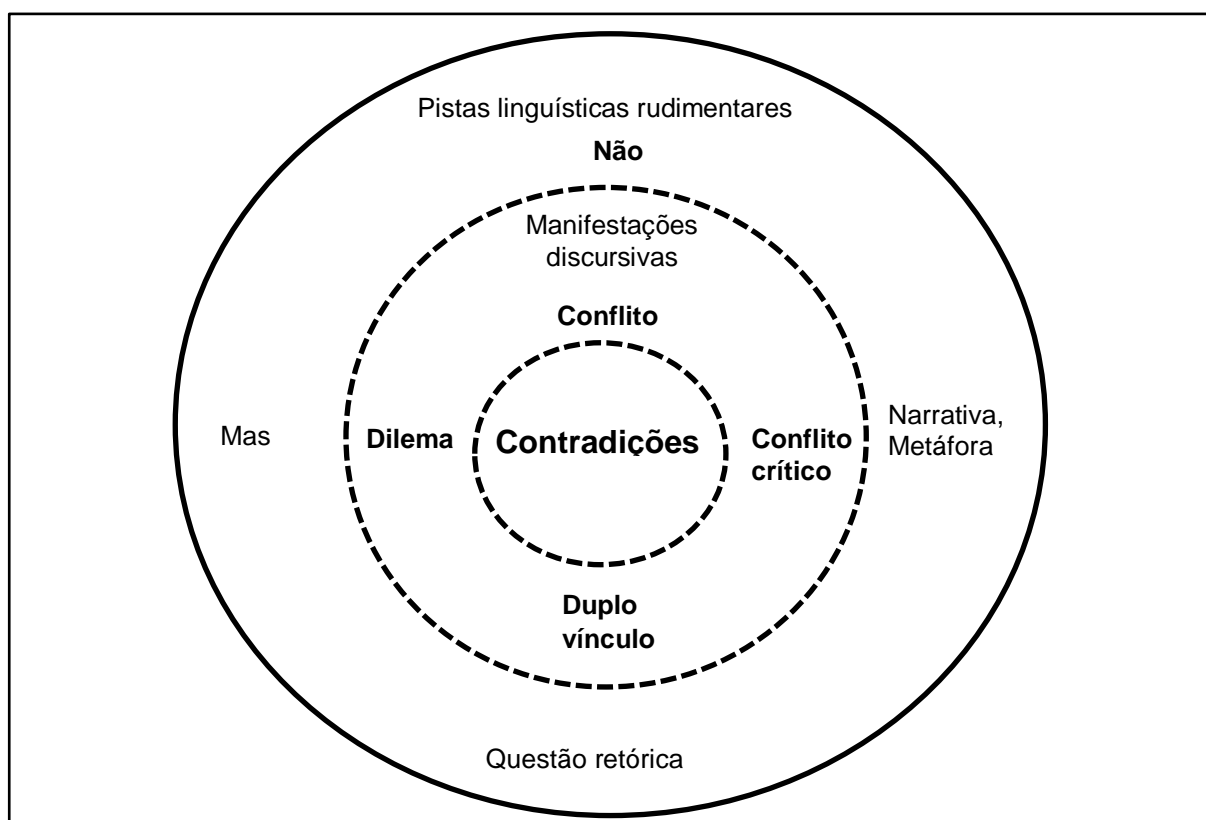 Pistas linguísticas rudimentares
Não
Manifestações
discursivas
Conflito
Mas
Dilema
Contradições
Conflito
crítico
Narrativa,
Metáfora
Duplo
vínculo
Questão retórica